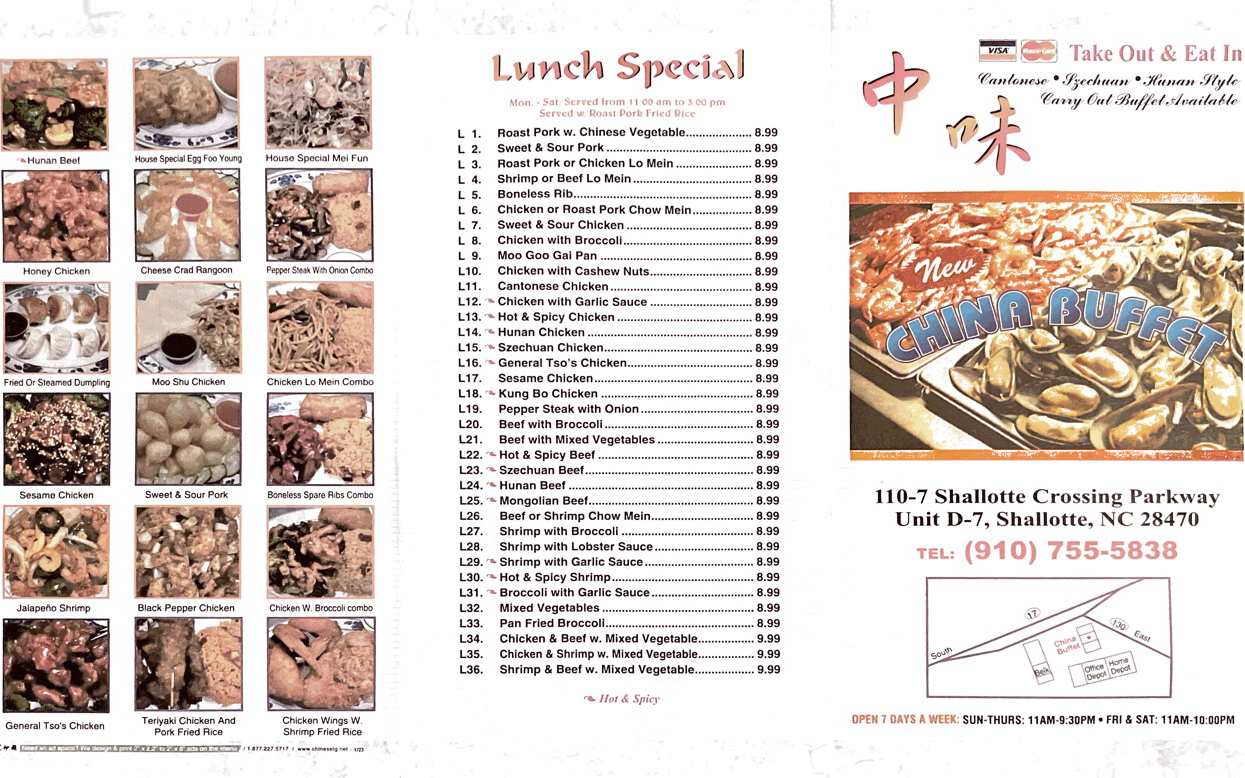 Hunan Beef
House Special Egg Foo Young
House Special Mei Fun
Honey Chicken
Cheese Crad Rangoon
Pepper Steak With Onion Combo
Fried Or Steamed Dumpling
Moo Shu Chicken
Chicken Lo Mein Combo
Sesame Chicken
Sweet & Sour Pork
Boneless Spare Ribs Combo
Jalapeño Shrimp
Black Pepper Chicken
Chicken W. Broccoli combo
General Tso's Chicken
Teriyaki Chicken And
Pork Fried Rice
Chicken Wings W.
Shrimp Fried Rice
Need an ad space? We design & print 2" x 2,2" to 2" x 8" ads on the menu / 1.877.227.5717 / www.chinesetg.net - 1/23
Lunch Special
Mon. - Sat: Served from 11:00 am to 3:00 pm
Served w. Roast Pork Fried Rice
L 1. Roast Pork w. Chinese Vegetable.................... 8.99
L 2. Sweet & Sour Pork .................... 8.99
L 3. Roast Pork or Chicken Lo Mein .................... 8.99
L 4. Shrimp or Beef Lo Mein .................... 8.99
L 5. Boneless Rib.................... 8.99
L 6. Chicken or Roast Pork Chow Mein.................... 8.99
L 7. Sweet & Sour Chicken .................... 8.99
L 8. Chicken with Broccoli.................... 8.99
L 9. Moo Goo Gai Pan .................... 8.99
L10. Chicken with Cashew Nuts.................... 8.99
L11. Cantonese Chicken .................... 8.99
L12. Chicken with Garlic Sauce .................... 8.99
L13. Hot & Spicy Chicken .................... 8.99
L14. Hunan Chicken .................... 8.99
L15. Szechuan Chicken.................... 8.99
L16. General Tso's Chicken.................... 8.99
L17. Sesame Chicken.................... 8.99
L18. Kung Bo Chicken .................... 8.99
L19. Pepper Steak with Onion .................... 8.99
L20. Beef with Broccoli .................... 8.99
L21. Beef with Mixed Vegetables .................... 8.99
L22. Hot & Spicy Beef .................... 8.99
L23. Szechuan Beef.................... 8.99
L24. Hunan Beef .................... 8.99
L25. Mongolian Beef.................... 8.99
L26. Beef or Shrimp Chow Mein.................... 8.99
L27. Shrimp with Broccoli .................... 8.99
L28. Shrimp with Lobster Sauce .................... 8.99
L29. Shrimp with Garlic Sauce .................... 8.99
L30. Hot & Spicy Shrimp.................... 8.99
L31. Broccoli with Garlic Sauce .................... 8.99
L32. Mixed Vegetables .................... 8.99
L33. Pan Fried Broccoli.................... 8.99
L34. Chicken & Beef w. Mixed Vegetable.................... 9.99
L35. Chicken & Shrimp w. Mixed Vegetable.................... 9.99
L36. Shrimp & Beef w. Mixed Vegetable.................... 9.99
Hot & Spicy
VISA MasterCard Take Out & Eat In
Cantonese • Szechuan • Hunan Style
Carry Out Buffet Available
中味
New
CHINA BUFFET
110-7 Shallotte Crossing Parkway
Unit D-7, Shallotte, NC 28470
TEL: (910) 755-5838
17
130
East
South
China
Buffet
Belk
Office
Depot
Home
Depot
OPEN 7 DAYS A WEEK: SUN-THURS: 11AM-9:30PM • FRI & SAT: 11AM-10:00PM